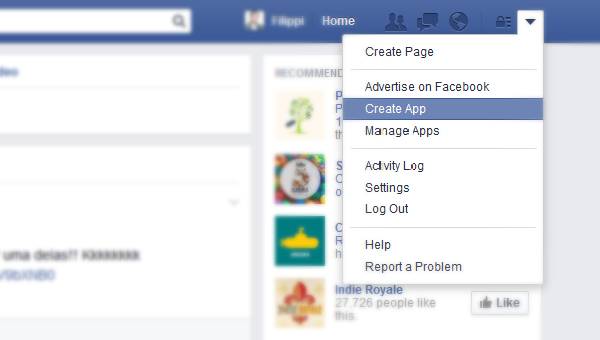 Filippi
Home
Create Page
Advertise on Facebook
Create App
Manage Apps
Activity Log
Settings
Log Out
Help
Report a Problem
RECOMMEND
uma deias!! Kkkkkkkk
Indie Royale
27,726 people like
this.
Like